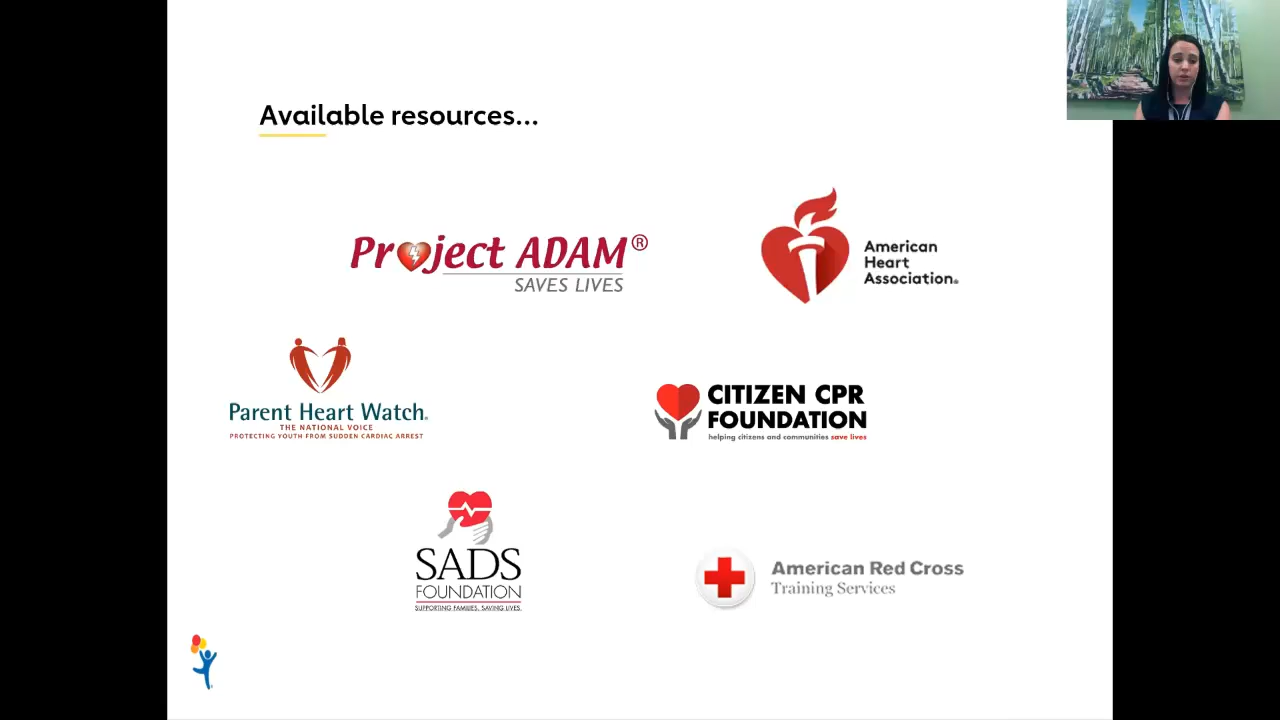 Available resources...
Project ADAM®
SAVES LIVES
American
Heart
Association®
Parent Heart Watch®
THE NATIONAL VOICE
PROTECTING YOUTH FROM SUDDEN CARDIAC ARREST
CITIZEN CPR
FOUNDATION
helping citizens and communities save lives
SADS
FOUNDATION
SUPPORTING FAMILIES, SAVING LIVES.
American Red Cross
Training Services